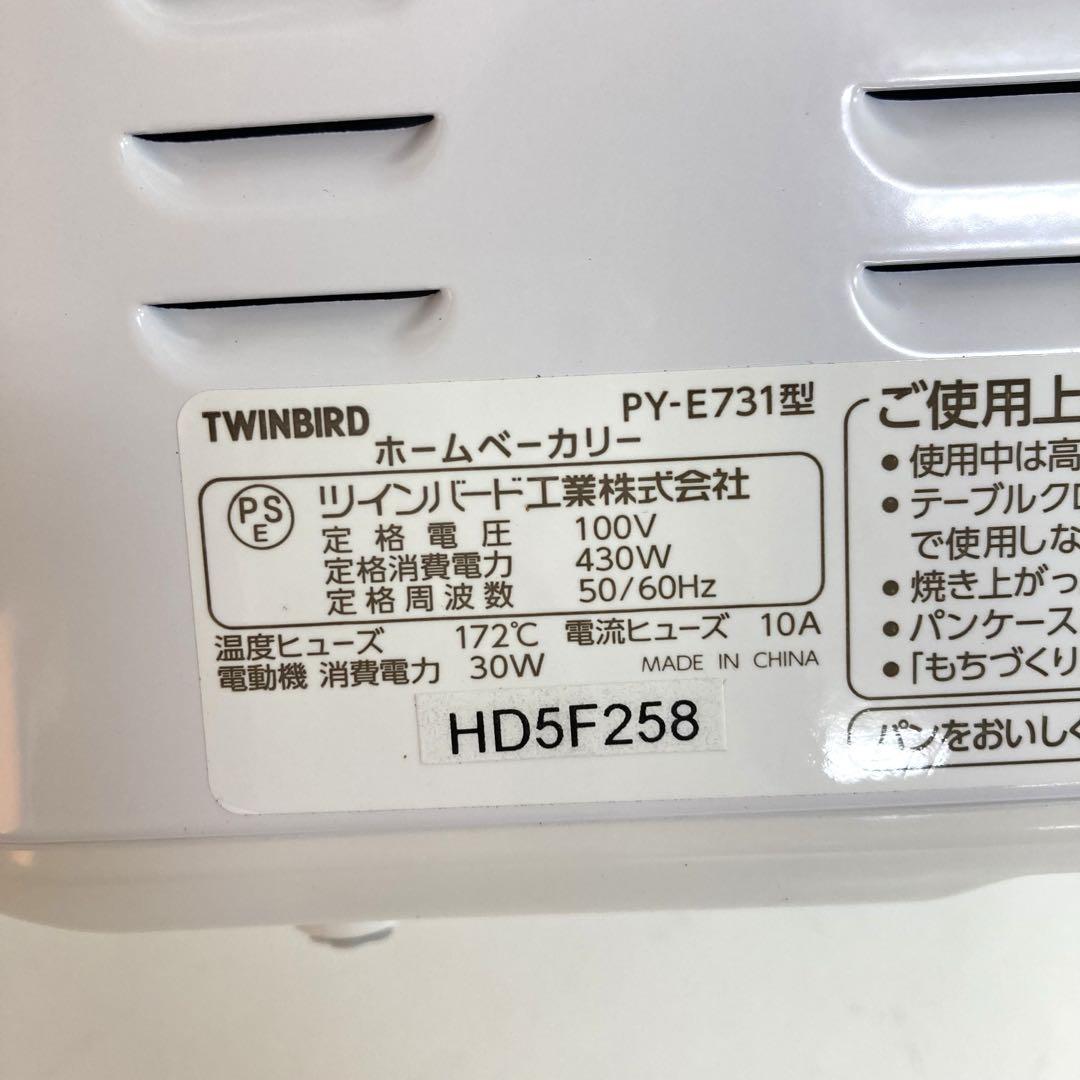 TWINBIRD
PY-E731型
ホームベーカリー
PS
E
ツインバード工業株式会社
定格電圧 100V
定格消費電力 430W
定格周波数 50/60Hz
温度ヒューズ 172℃ 電流ヒューズ 10A
電動機 消費電力 30W MADE IN CHINA
HD5F258
ご使用上
• 使用中は高
• テーブルク
で使用しな
• 焼き上がっ
• パンケース
• 「もちづくり
パンをおいしく